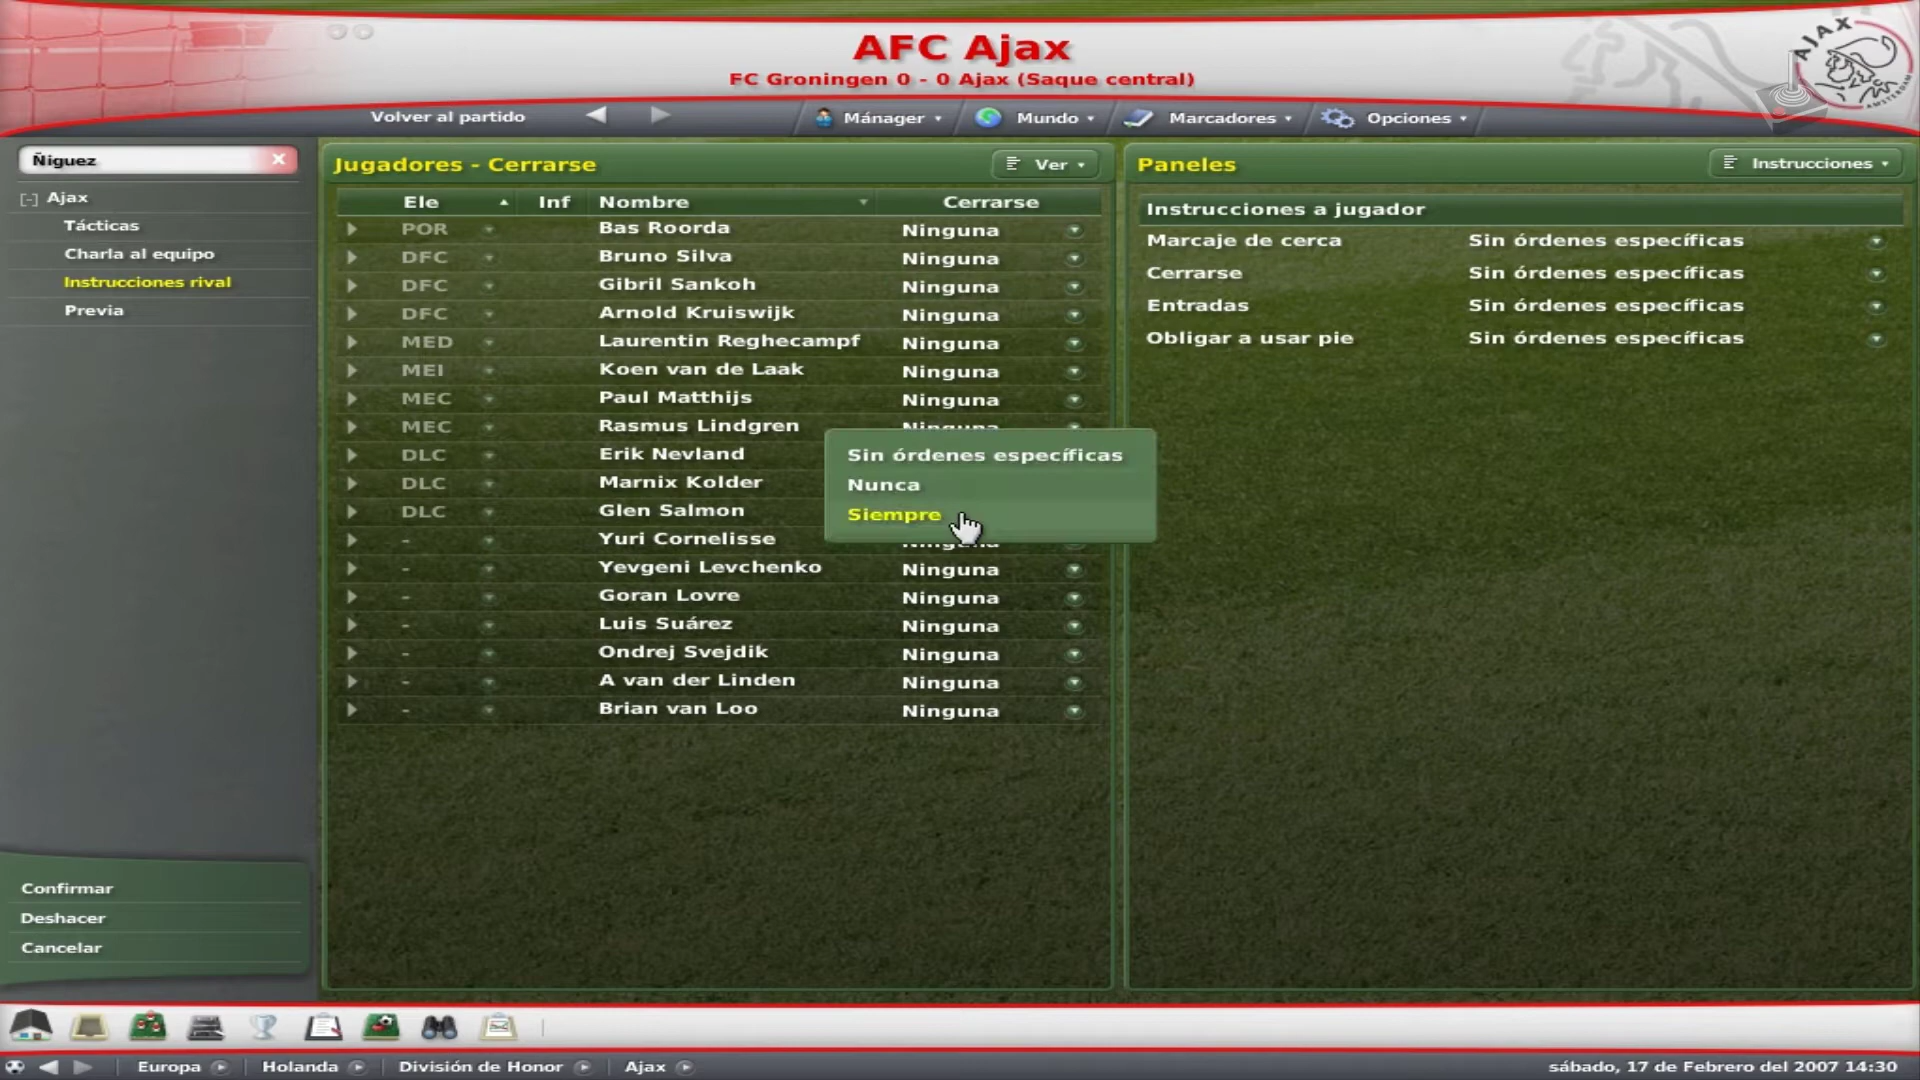 AFC Ajax
FC Groningen 0 - 0 Ajax (Saque central)
AJAX
AMSTERDAM
Volver al partido
Mánager
Mundo
Marcadores
Opciones
Ñiguez
[-] Ajax
Tácticas
Charla al equipo
Instrucciones rival
Previa
Confirmar
Deshacer
Cancelar
Jugadores - Cerrarse
Ver
Ele Inf Nombre Cerrarse
POR Bas Roorda Ninguna
DFC Bruno Silva Ninguna
DFC Gibril Sankoh Ninguna
DFC Arnold Kruiswijk Ninguna
MED Laurentin Reghecampf Ninguna
MEI Koen van de Laak Ninguna
MEC Paul Matthijs Ninguna
MEC Rasmus Lindgren Ninguna
DLC Erik Nevland
DLC Marnix Kolder
DLC Glen Salmon
- Yuri Cornelisse Ninguna
- Yevgeni Levchenko Ninguna
- Goran Lovre Ninguna
- Luis Suárez Ninguna
- Ondrej Svejdik Ninguna
- A van der Linden Ninguna
- Brian van Loo Ninguna
Sin órdenes específicas
Nunca
Siempre
Paneles
Instrucciones
Instrucciones a jugador
Marcaje de cerca Sin órdenes específicas
Cerrarse Sin órdenes específicas
Entradas Sin órdenes específicas
Obligar a usar pie Sin órdenes específicas
Europa Holanda División de Honor Ajax
sábado, 17 de Febrero del 2007 14:30